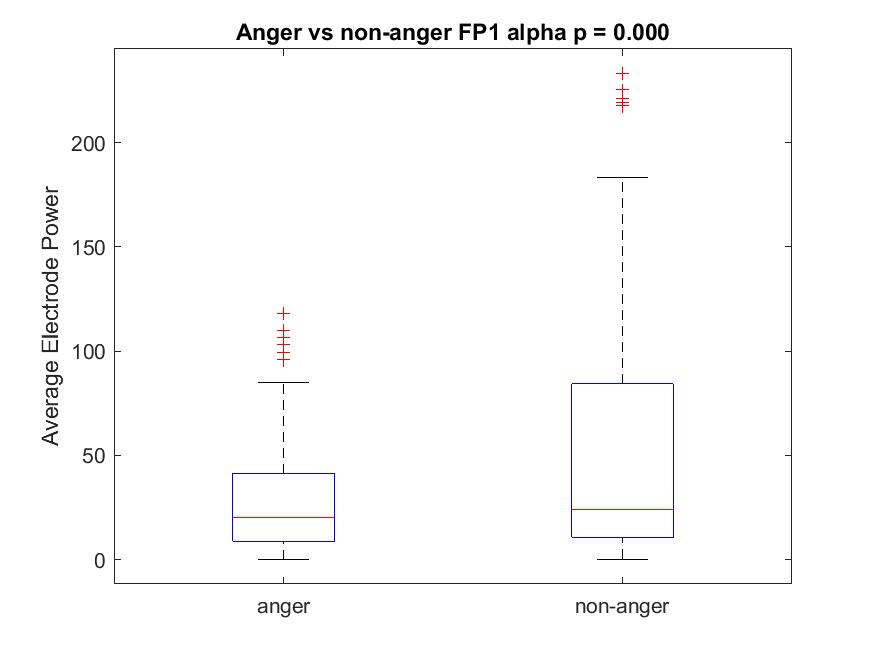 Anger vs non-anger FP1 alpha p = 0.000
Average Electrode Power
200
150
100
50
0
anger
non-anger